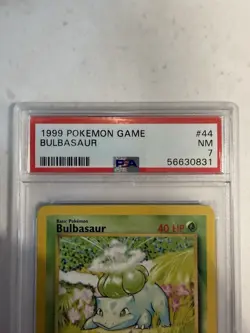 1999 POKEMON GAME #44
BULBASAUR NM
7
PSA 56630831
Basic Pokémon
Bulbasaur 40 HP